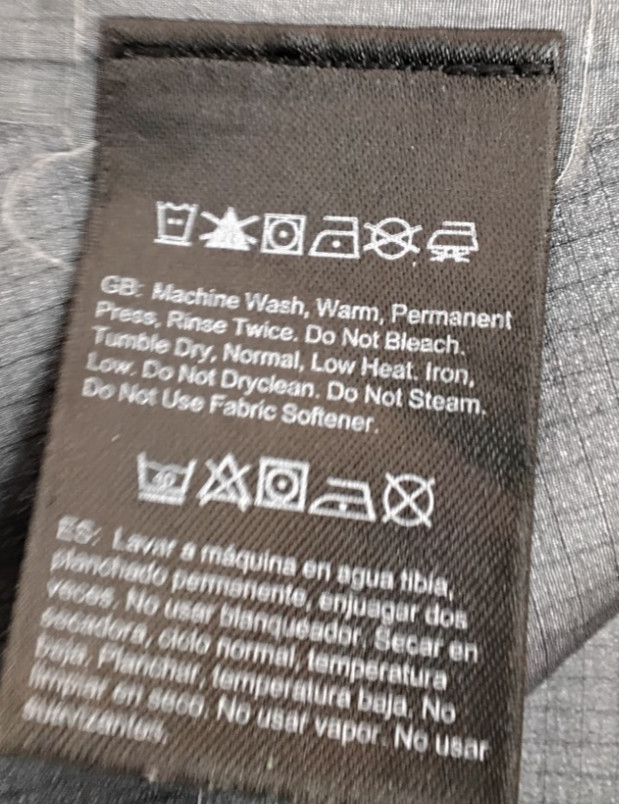 GB: Machine Wash, Warm, Permanent
Press, Rinse Twice. Do Not Bleach.
Tumble Dry, Normal, Low Heat. Iron,
Low. Do Not Dryclean. Do Not Steam.
Do Not Use Fabric Softener.
ES: Lavar a máquina en agua tibia,
planchado permanente, enjuagar dos
veces. No usar blanqueador. Secar en
secadora, ciclo normal, temperatura
baja. Planchar, temperatura baja. No
limpiar en seco. No usar vapor. No usar
suavizantes.